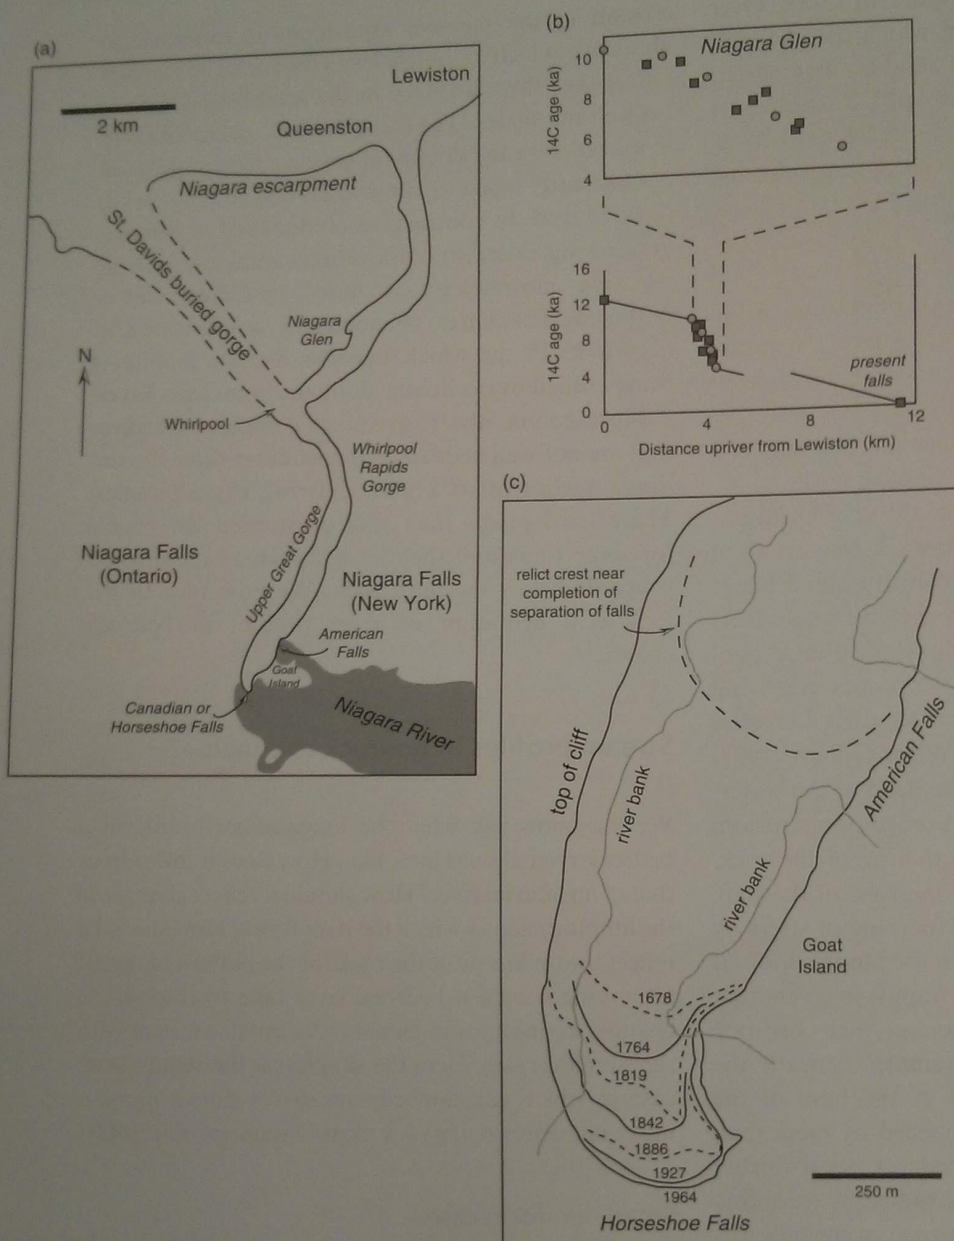 (a)
Lewiston
2 km
Queenston
Niagara escarpment
St. Davids buried gorge
Niagara
Glen
N
Whirlpool
Whirlpool
Rapids
Gorge
Upper Great Gorge
Niagara Falls
(Ontario)
Niagara Falls
(New York)
American
Falls
Goat
Island
Canadian or
Horseshoe Falls
Niagara River
(b)
Niagara Glen
14C age (ka)
10
8
6
4
14C age (ka)
16
12
8
4
0
present
falls
0
4
8
12
Distance upriver from Lewiston (km)
(c)
relict crest near
completion of
separation of falls
top of cliff
river bank
river bank
American Falls
Goat
Island
1678
1764
1819
1842
1886
1927
1964
250 m
Horseshoe Falls